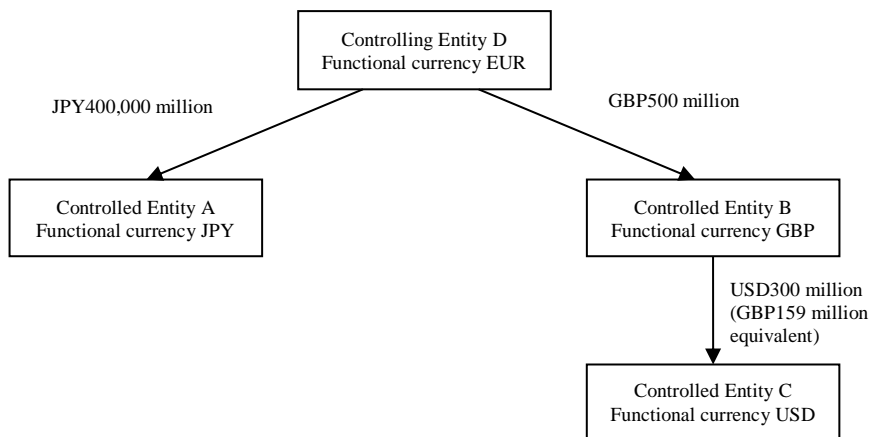 Controlling Entity D
Functional currency EUR
JPY400,000 million
GBP500 million
Controlled Entity A
Functional currency JPY
Controlled Entity B
Functional currency GBP
USD300 million
(GBP159 million
equivalent)
Controlled Entity C
Functional currency USD